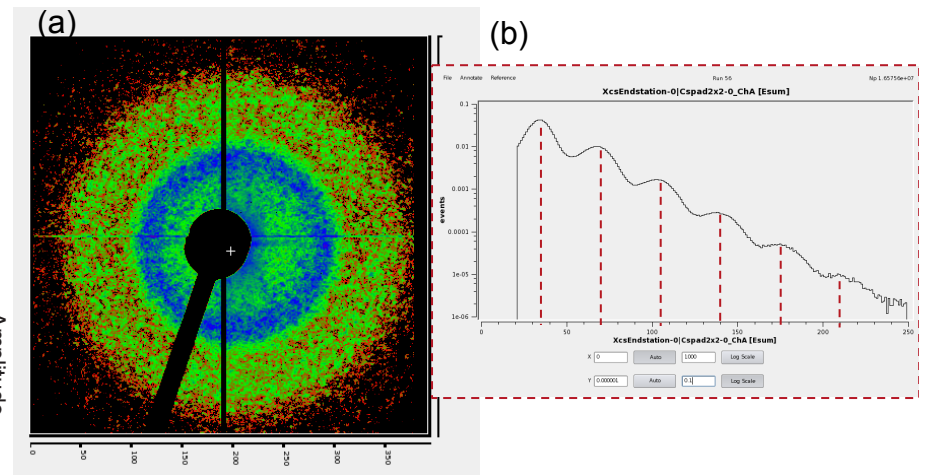 (a)
(b)
File Annotate Reference Run 56 Np 1.65756e+07
XcsEndstation-0|Cspad2x2-0_ChA [Esum]
0.1
0.01
0.001
0.0001
1e-05
1e-06
events
0 50 100 150 200 250
XcsEndstation-0|Cspad2x2-0_ChA [Esum]
X 0 Auto 1000 Log Scale
Y 0.000001 Auto 0.1 Log Scale
0 50 100 150 200 250 300 350